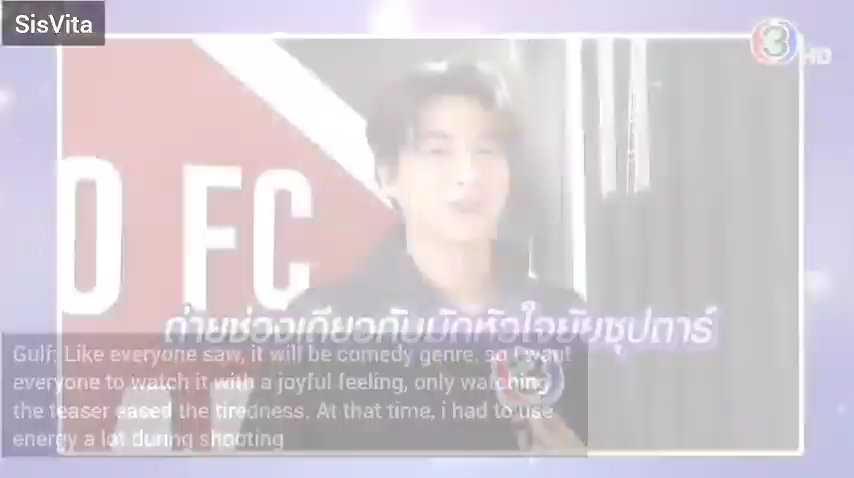 SisVita
3 HD
O FC
ถ่ายช่วงเดียวกับมัดหัวใจยัยซุปตาร์
Gulf: Like everyone saw, it will be comedy genre, so I want
everyone to watch it with a joyful feeling, only watching
the teaser eased the tiredness. At that time, i had to use
energy a lot during shooting